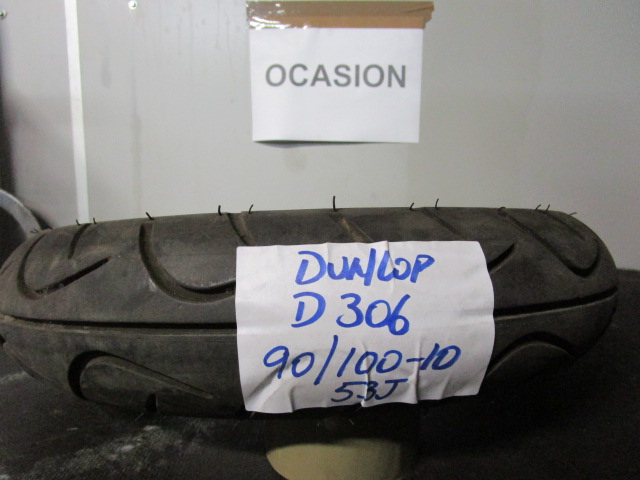 OCASION
DUNLOP
D 306
90/100-10
53J